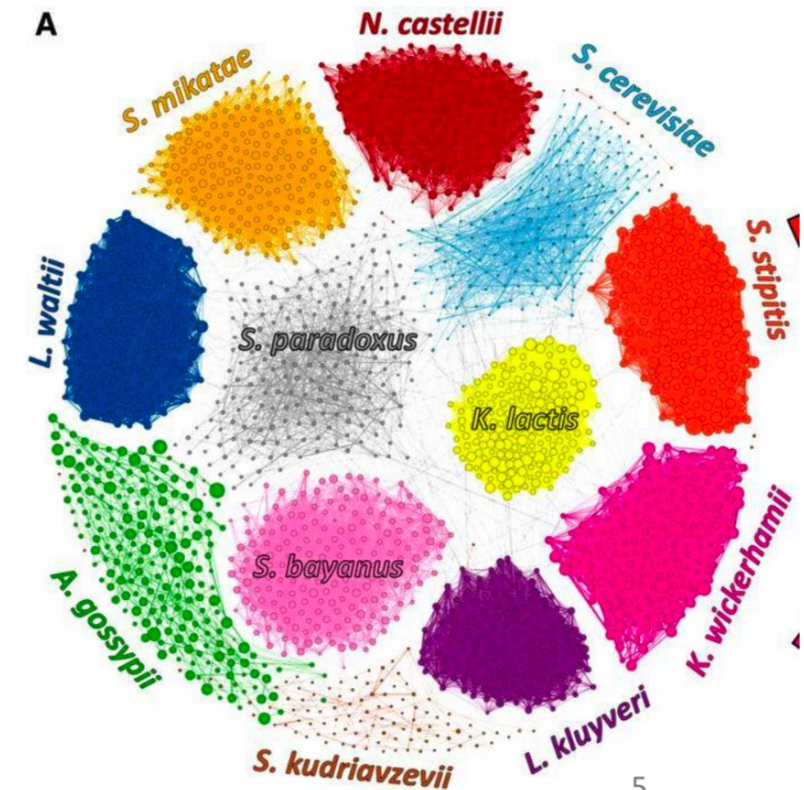 A
N. castellii
S. mikatae
S. cerevisiae
L. waltii
S. stipitis
S. paradoxus
K. lactis
S. bayanus
A. gossypii
K. wickerhamii
L. kluyveri
S. kudriavzevii
5